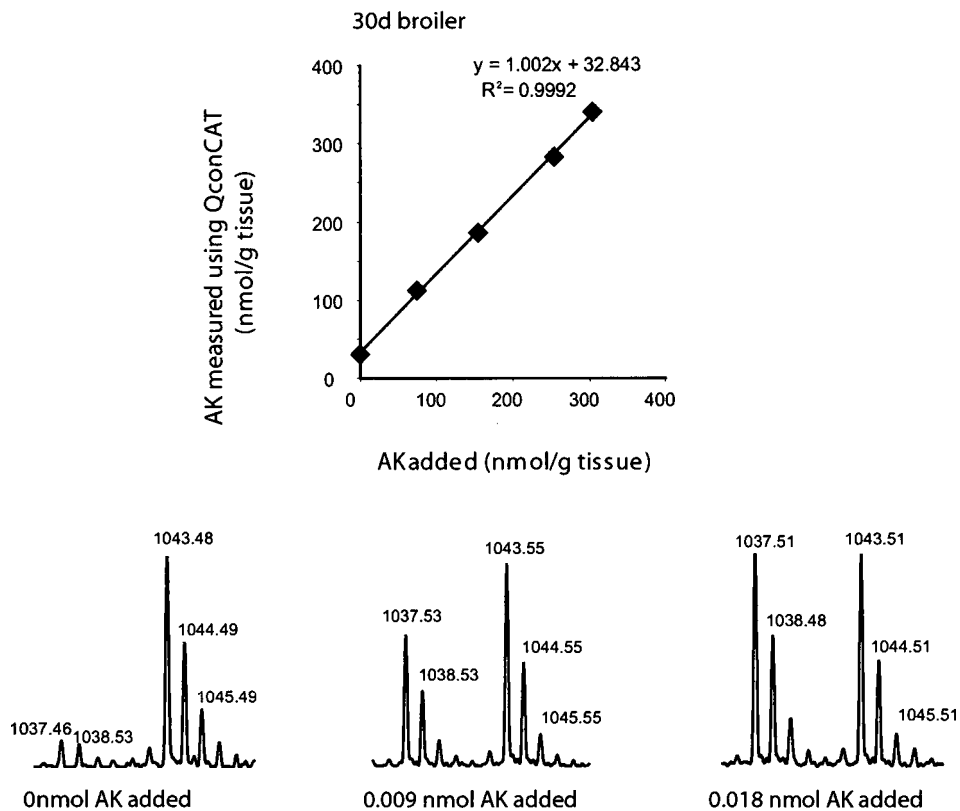 30d broiler
y = 1.002x + 32.843
R²= 0.9992
400
300
200
100
0
AK measured using QconCAT
(nmol/g tissue)
0 100 200 300 400
AKadded (nmol/g tissue)
1043.48
1044.49
1045.49
1037.46
1038.53
0nmol AK added
1043.55
1037.53
1044.55
1038.53
1045.55
0.009 nmol AK added
1037.51
1043.51
1038.48
1044.51
1045.51
0.018 nmol AK added